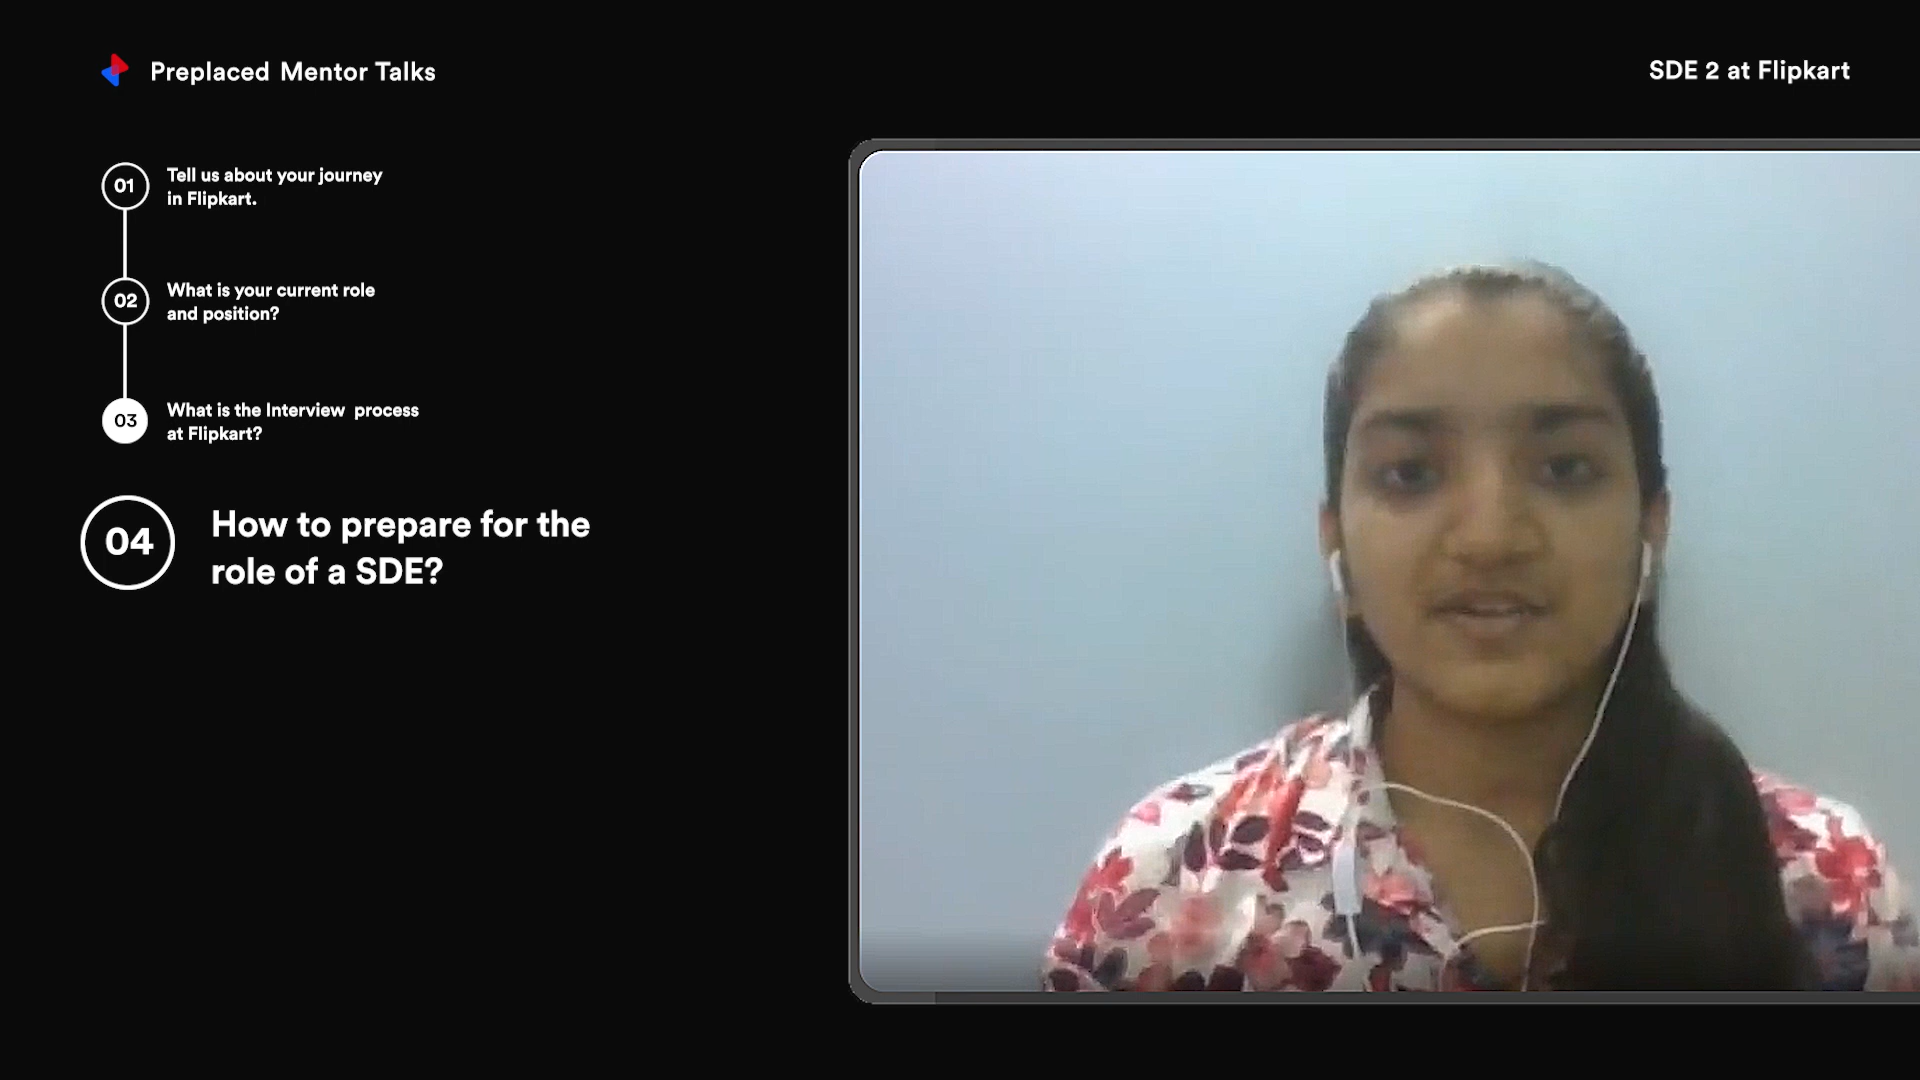 Preplaced Mentor Talks
SDE 2 at Flipkart
01
Tell us about your journey
in Flipkart.
02
What is your current role
and position?
03
What is the Interview process
at Flipkart?
04
How to prepare for the
role of a SDE?